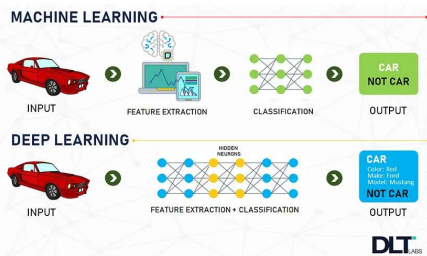 MACHINE LEARNING
INPUT
FEATURE EXTRACTION
CLASSIFICATION
CAR
NOT CAR
OUTPUT
DEEP LEARNING
HIDDEN
NEURONS
INPUT
FEATURE EXTRACTION + CLASSIFICATION
CAR
Color: Red
Make: Ford
Model: Mustang
NOT CAR
OUTPUT
DLT
LABS